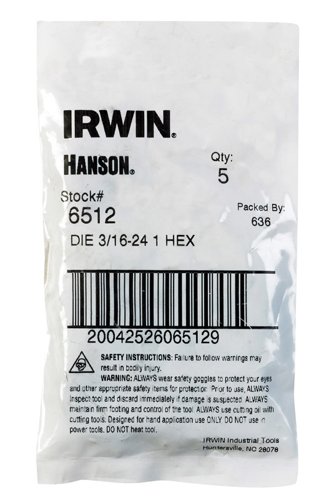 IRWIN®
HANSON®
Qty:
5
Stock#
6512
Packed By:
636
DIE 3/16-24 1 HEX
20042526065129
SAFETY INSTRUCTIONS: Failure to follow warnings may
result in bodily injury.
WARNING: ALWAYS wear safety goggles to protect your eyes
and other appropriate safety items for protection. Prior to use, ALWAYS
inspect tool and discard immediately if damage is suspected. ALWAYS
maintain firm footing and control of the tool. ALWAYS use cutting oil with
cutting tools. Designed for hand application use ONLY. DO NOT use in
impact. DO NOT heat tool.
IRWIN Industrial Tools
Huntersville, NC 28078